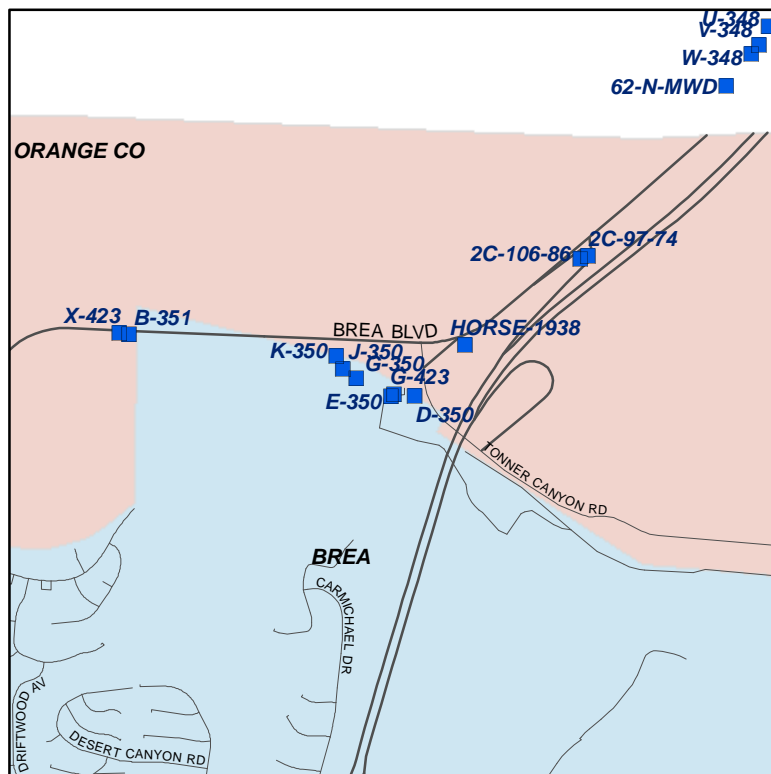 U-348
V-348
W-348
62-N-MWD
ORANGE CO
2C-97-74
2C-106-86
X-423
B-351
BREA BLVD
HORSE-1938
K-350
J-350
G-350
G-423
E-350
D-350
TONNER CANYON RD
BREA
CARMICHAEL DR
DRIFTWOOD AV
DESERT CANYON RD